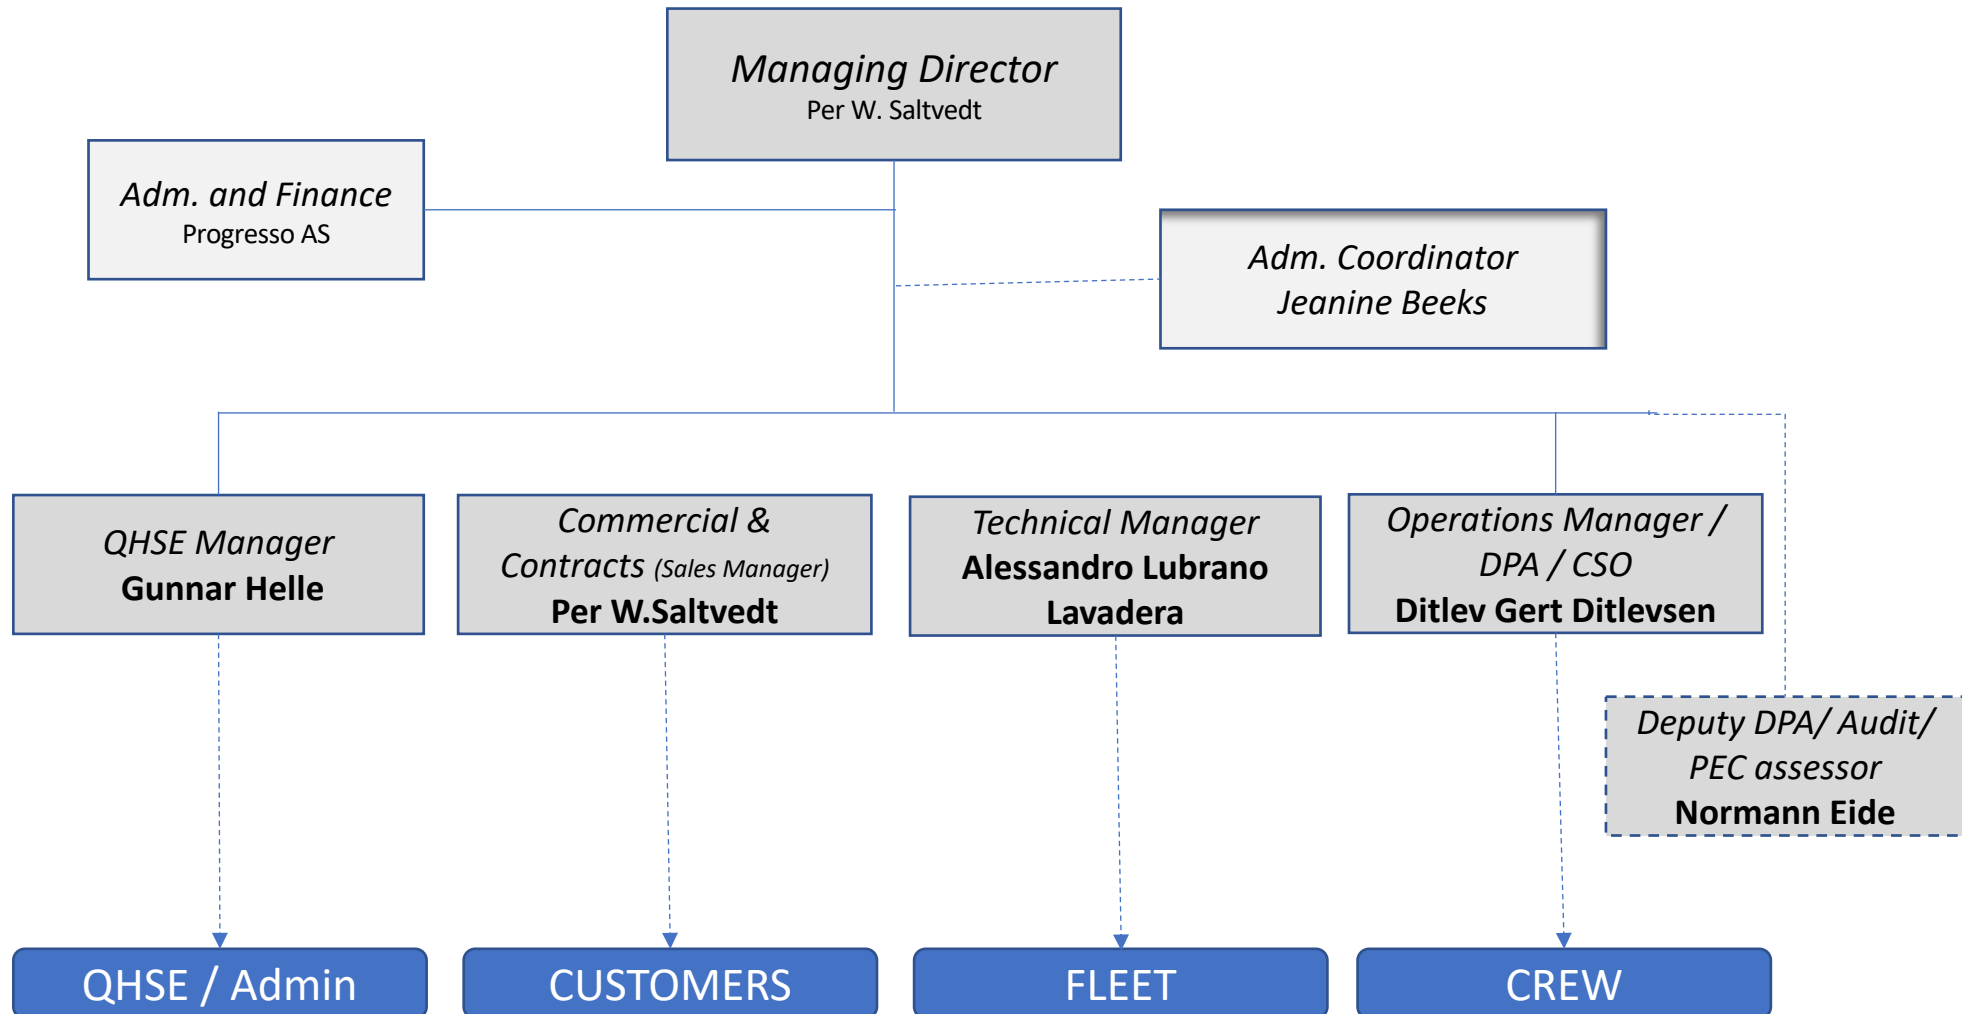 Managing Director
Per W. Saltvedt
Adm. and Finance
Progresso AS
Adm. Coordinator
Jeanine Beeks
QHSE Manager
Gunnar Helle
Commercial &
Contracts (Sales Manager)
Per W.Saltvedt
Technical Manager
Alessandro Lubrano
Lavadera
Operations Manager /
DPA / CSO
Ditlev Gert Ditlevsen
Deputy DPA/ Audit/
PEC assessor
Normann Eide
QHSE / Admin
CUSTOMERS
FLEET
CREW